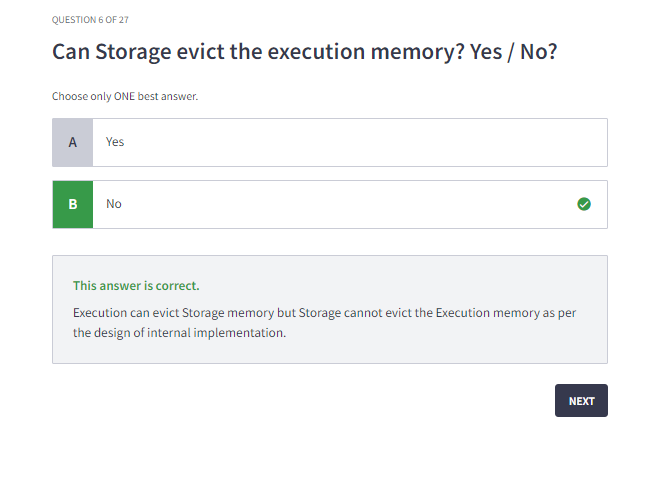 QUESTION 6 OF 27
Can Storage evict the execution memory? Yes / No?
Choose only ONE best answer.
A Yes
B No
This answer is correct.
Execution can evict Storage memory but Storage cannot evict the Execution memory as per
the design of internal implementation.
NEXT